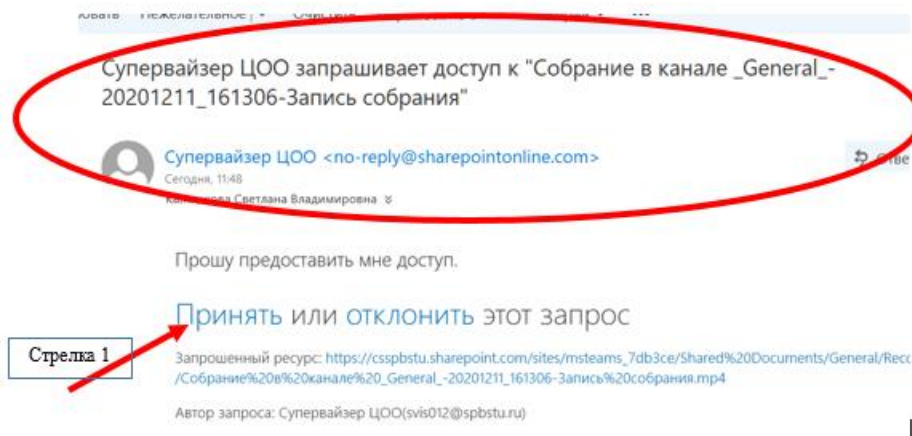 Супервайзер ЦОО запрашивает доступ к "Собрание в канале _General_-
20201211_161306-Запись собрания"
Супервайзер ЦОО <no-reply@sharepointonline.com>
Сегодня, 11:48
Светлана Владимировна
Прошу предоставить мне доступ.
Принять или отклонить этот запрос
Стрелка 1
Запрошенный ресурс: https://csspbstu.sharepoint.com/sites/msteams_7db3ce/Shared%20Documents/General/Reco
/Собрание%20в%20канале%20_General_-20201211_161306-Запись%20собрания.mp4
Автор запроса: Супервайзер ЦОО(svis012@spbstu.ru)